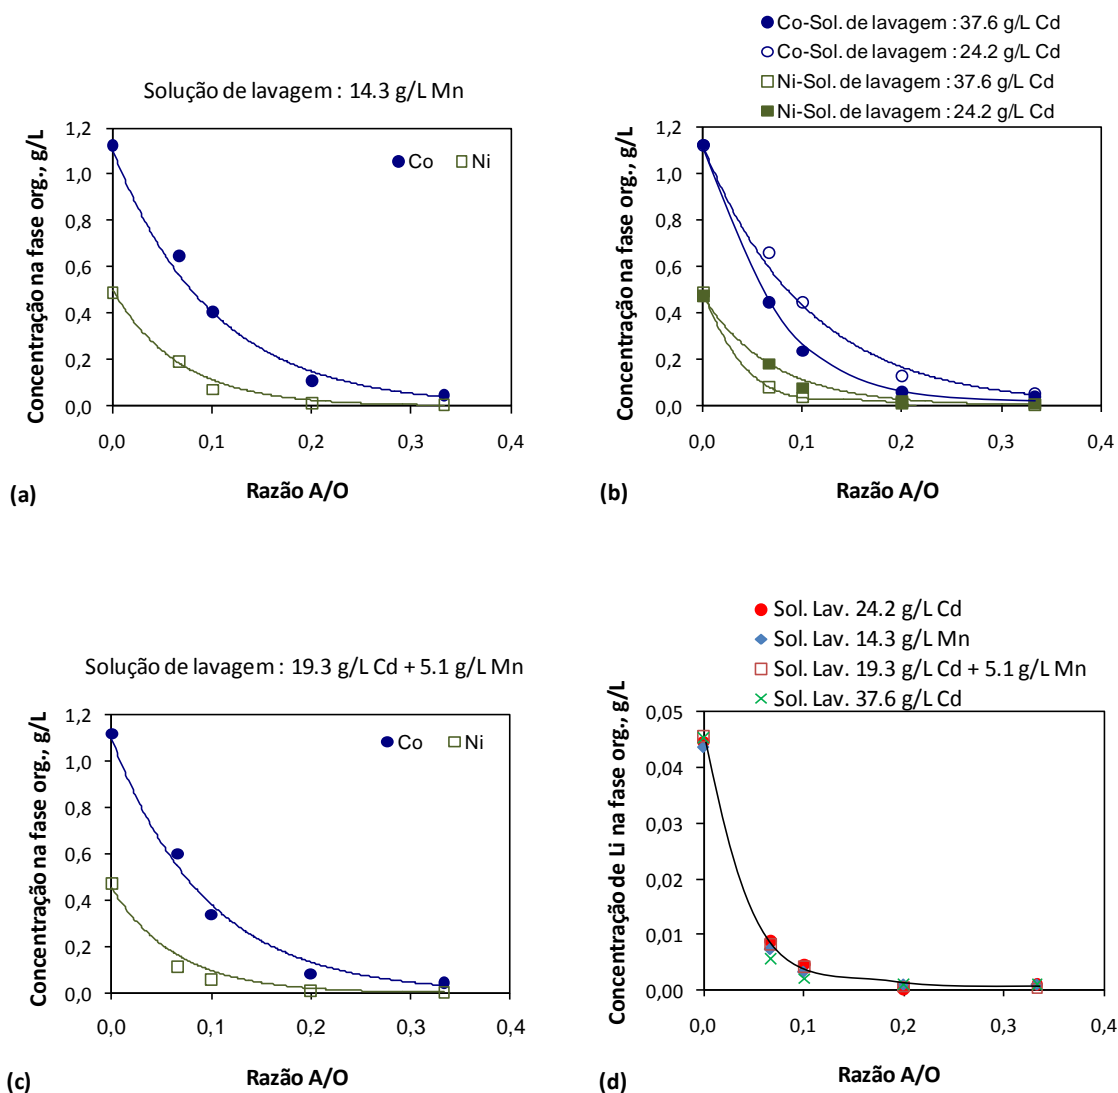 Solução de lavagem : 14.3 g/L Mn
Co Ni
Concentração na fase org., g/L
1,2
1,0
0,8
0,6
0,4
0,2
0,0
0,0 0,1 0,2 0,3 0,4
Razão A/O
(a)
Co-Sol. de lavagem : 37.6 g/L Cd
Co-Sol. de lavagem : 24.2 g/L Cd
Ni-Sol. de lavagem : 37.6 g/L Cd
Ni-Sol. de lavagem : 24.2 g/L Cd
Concentração na fase org., g/L
1,2
1,0
0,8
0,6
0,4
0,2
0,0
0,0 0,1 0,2 0,3 0,4
Razão A/O
(b)
Solução de lavagem : 19.3 g/L Cd + 5.1 g/L Mn
Co Ni
Concentração na fase org., g/L
1,2
1,0
0,8
0,6
0,4
0,2
0,0
0,0 0,1 0,2 0,3 0,4
Razão A/O
(c)
Sol. Lav. 24.2 g/L Cd
Sol. Lav. 14.3 g/L Mn
Sol. Lav. 19.3 g/L Cd + 5.1 g/L Mn
Sol. Lav. 37.6 g/L Cd
Concentração de Li na fase org., g/L
0,05
0,04
0,03
0,02
0,01
0,00
0,0 0,1 0,2 0,3 0,4
Razão A/O
(d)